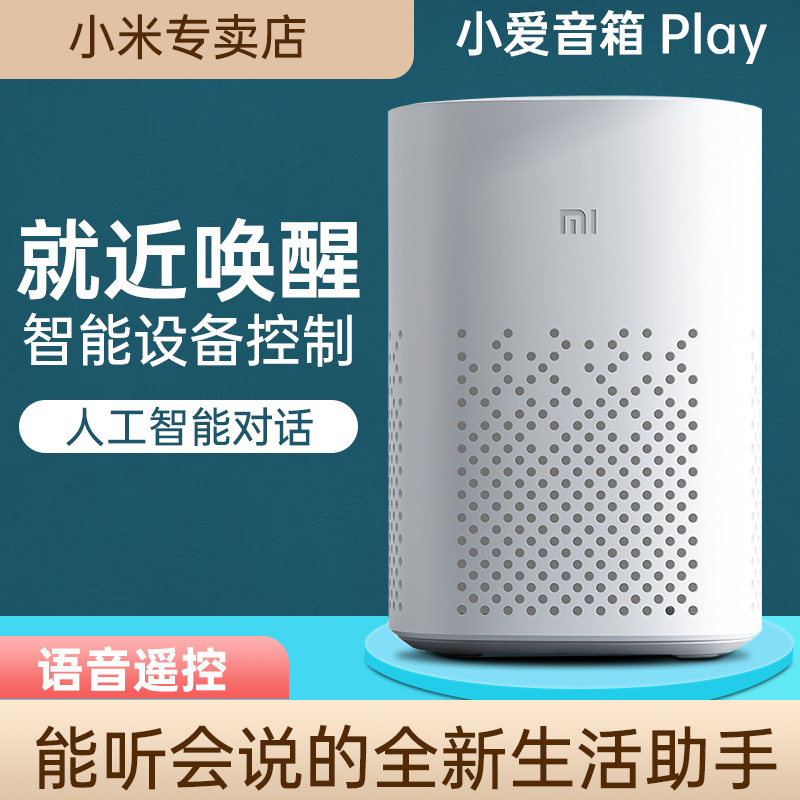 小米专卖店
小爱音箱 Play
mi
就近唤醒
智能设备控制
人工智能对话
语音遥控
能听会说的全新生活助手